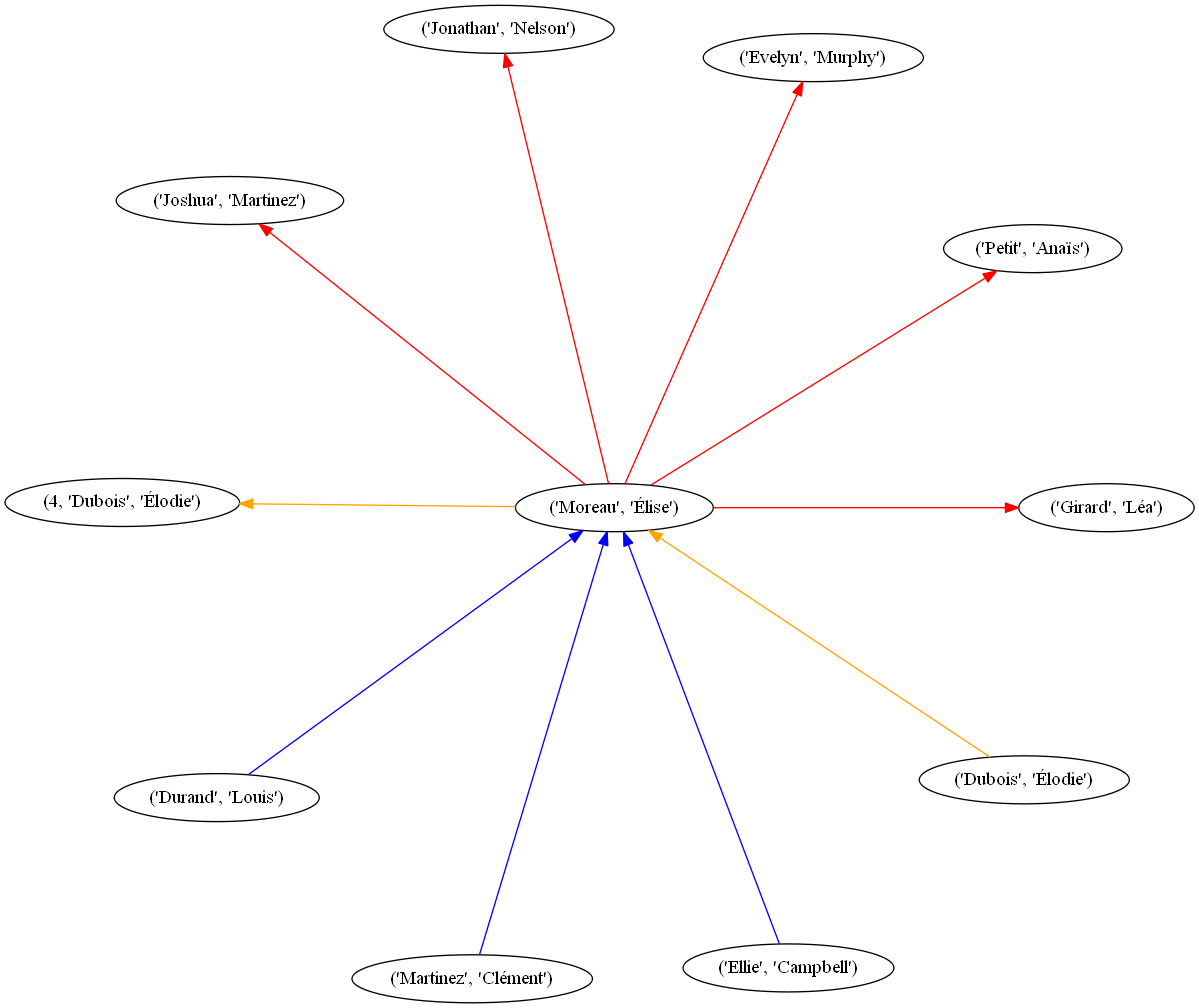 ('Jonathan', 'Nelson')
('Evelyn', 'Murphy')
('Joshua', 'Martinez')
('Petit', 'Anaïs')
(4, 'Dubois', 'Élodie')
('Moreau', 'Élise')
('Girard', 'Léa')
('Durand', 'Louis')
('Dubois', 'Élodie')
('Martinez', 'Clément')
('Ellie', 'Campbell')